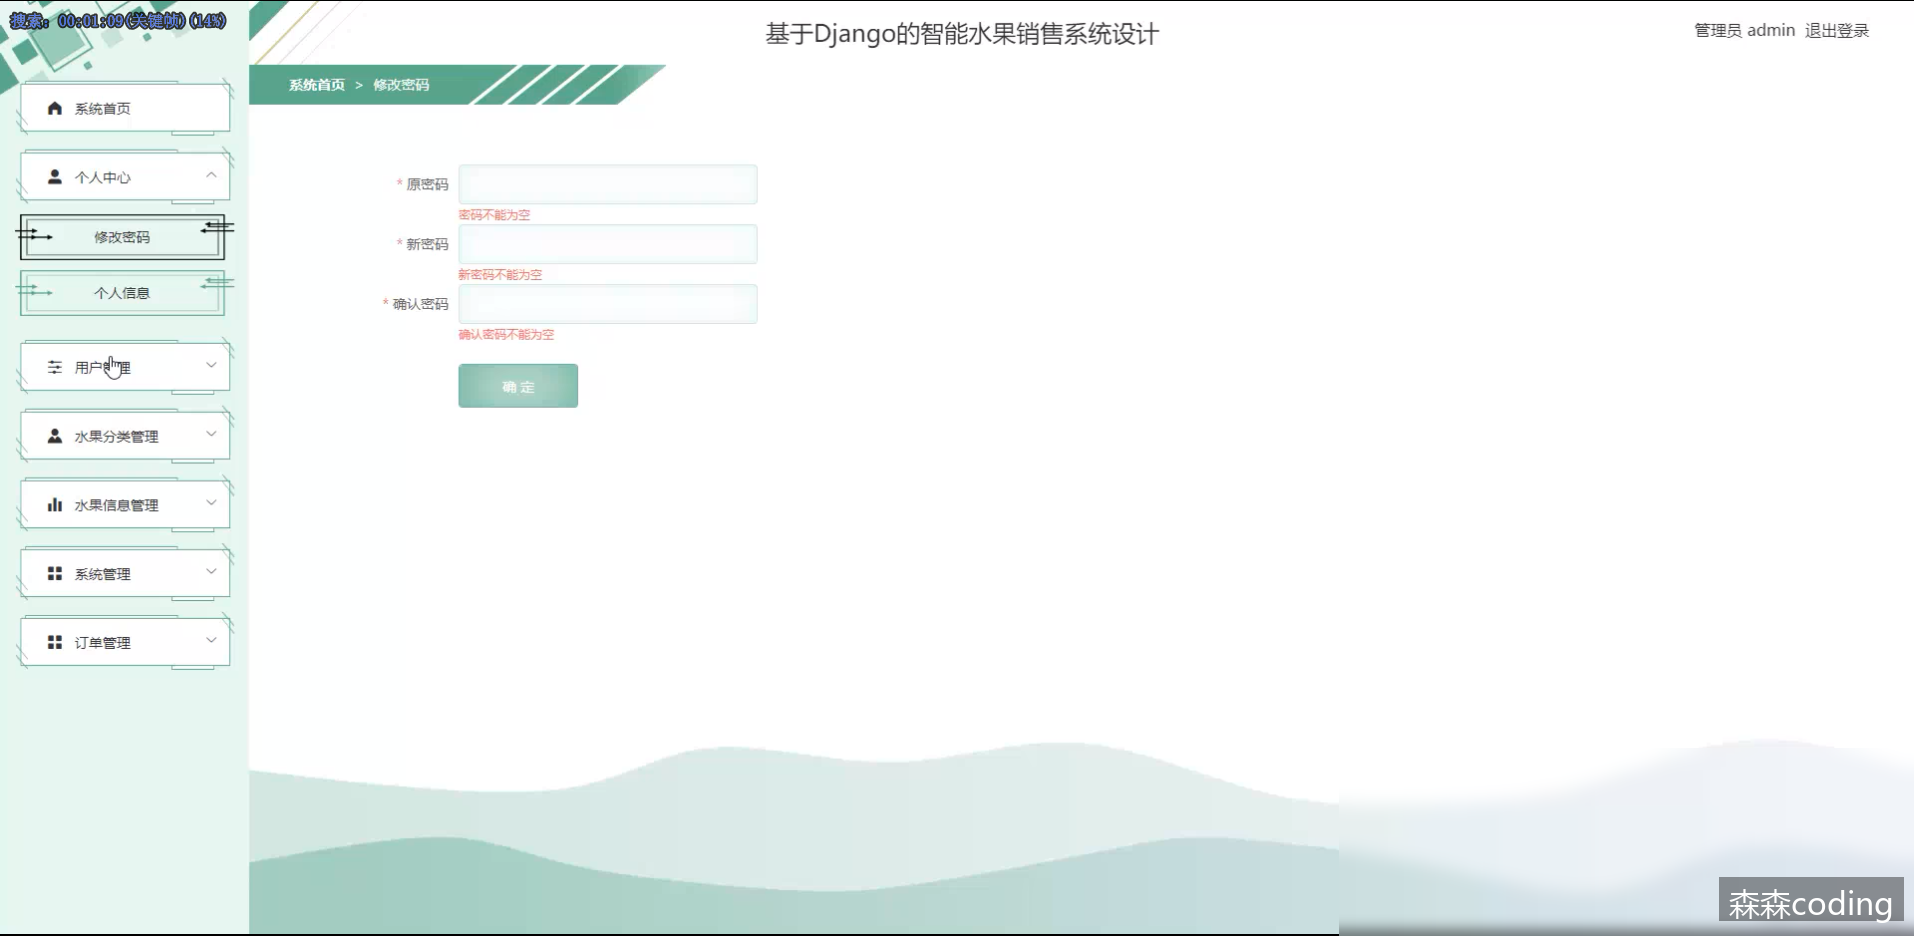 搜索: 00:01:09(关键帧)(14%)
基于Django的智能水果销售系统设计
管理员 admin 退出登录
系统首页 > 修改密码
系统首页
个人中心
修改密码
个人信息
用户管理
水果分类管理
水果信息管理
系统管理
订单管理
* 原密码
密码不能为空
* 新密码
新密码不能为空
* 确认密码
确认密码不能为空
确 定
森森coding